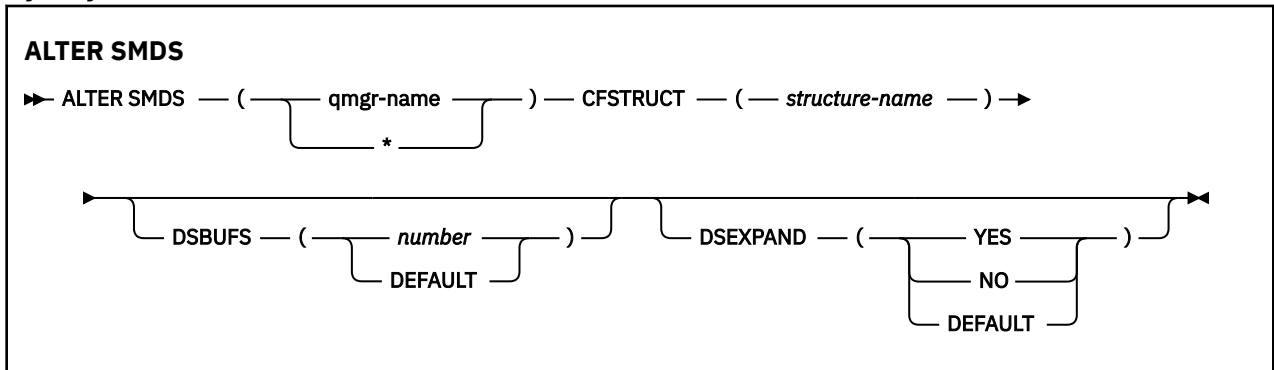 ALTER SMDS
ALTER SMDS ( qmgr-name ) CFSTRUCT ( structure-name )
*
DSBUFS ( number ) DSEXPAND ( YES )
DEFAULT NO
DEFAULT